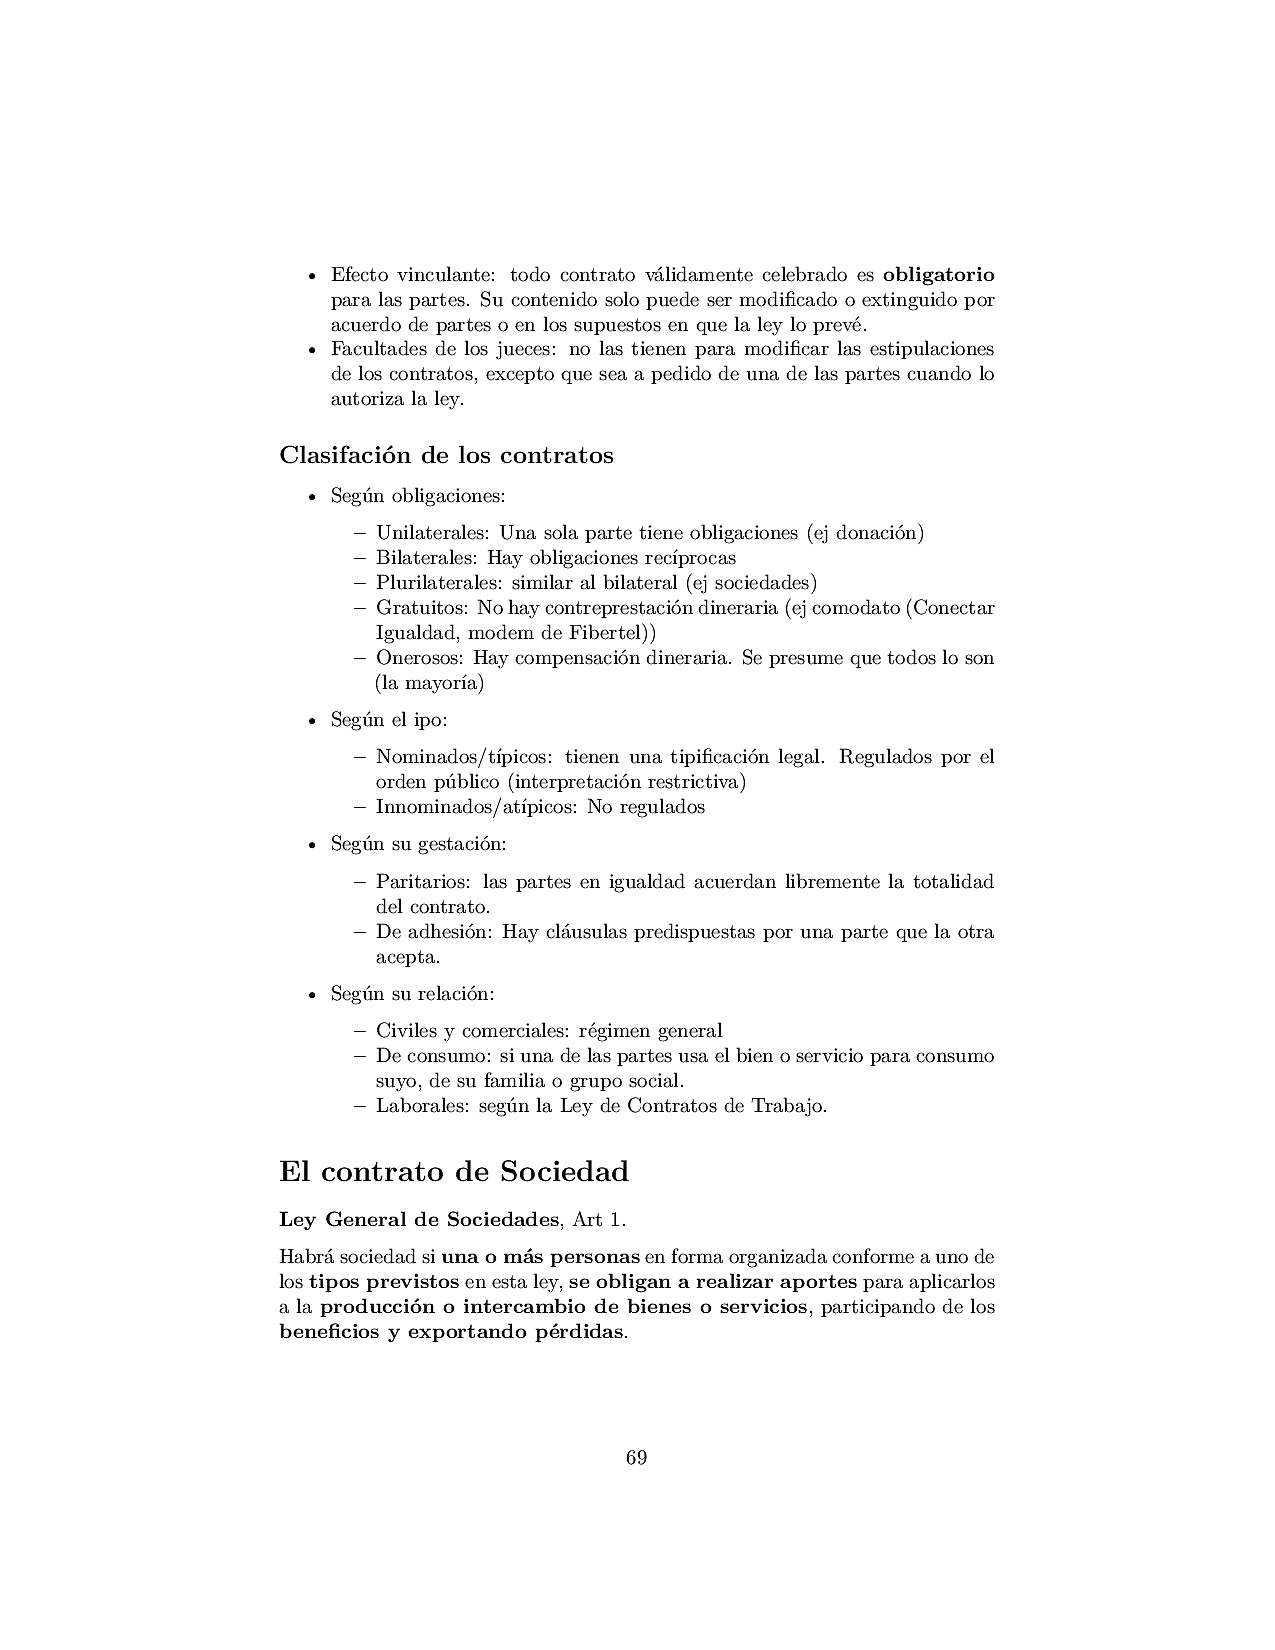 • Efecto vinculante: todo contrato válidamente celebrado es obligatorio
para las partes. Su contenido solo puede ser modificado o extinguido por
acuerdo de partes o en los supuestos en que la ley lo prevé.
• Facultades de los jueces: no las tienen para modificar las estipulaciones
de los contratos, excepto que sea a pedido de una de las partes cuando lo
autoriza la ley.
Clasifación de los contratos
• Según obligaciones:
– Unilaterales: Una sola parte tiene obligaciones (ej donación)
– Bilaterales: Hay obligaciones recíprocas
– Plurilaterales: similar al bilateral (ej sociedades)
– Gratuitos: No hay contreprestación dineraria (ej comodato (Conectar
Igualdad, modem de Fibertel))
– Onerosos: Hay compensación dineraria. Se presume que todos lo son
(la mayoría)
• Según el ipo:
– Nominados/típicos: tienen una tipificación legal. Regulados por el
orden público (interpretación restrictiva)
– Innominados/atípicos: No regulados
• Según su gestación:
– Paritarios: las partes en igualdad acuerdan libremente la totalidad
del contrato.
– De adhesión: Hay cláusulas predispuestas por una parte que la otra
acepta.
• Según su relación:
– Civiles y comerciales: régimen general
– De consumo: si una de las partes usa el bien o servicio para consumo
suyo, de su familia o grupo social.
– Laborales: según la Ley de Contratos de Trabajo.
El contrato de Sociedad
Ley General de Sociedades, Art 1.
Habrá sociedad si una o más personas en forma organizada conforme a uno de
los tipos previstos en esta ley, se obligan a realizar aportes para aplicarlos
a la producción o intercambio de bienes o servicios, participando de los
beneficios y exportando pérdidas.
69